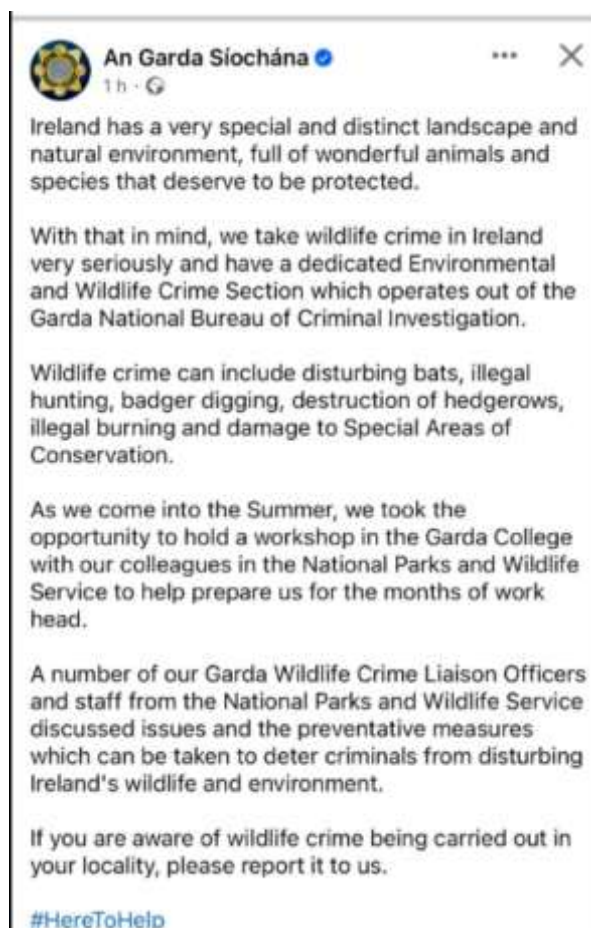 An Garda Síochána
1 h
Ireland has a very special and distinct landscape and
natural environment, full of wonderful animals and
species that deserve to be protected.
With that in mind, we take wildlife crime in Ireland
very seriously and have a dedicated Environmental
and Wildlife Crime Section which operates out of the
Garda National Bureau of Criminal Investigation.
Wildlife crime can include disturbing bats, illegal
hunting, badger digging, destruction of hedgerows,
illegal burning and damage to Special Areas of
Conservation.
As we come into the Summer, we took the
opportunity to hold a workshop in the Garda College
with our colleagues in the National Parks and Wildlife
Service to help prepare us for the months of work
head.
A number of our Garda Wildlife Crime Liaison Officers
and staff from the National Parks and Wildlife Service
discussed issues and the preventative measures
which can be taken to deter criminals from disturbing
Ireland's wildlife and environment.
If you are aware of wildlife crime being carried out in
your locality, please report it to us.
#HereToHelp